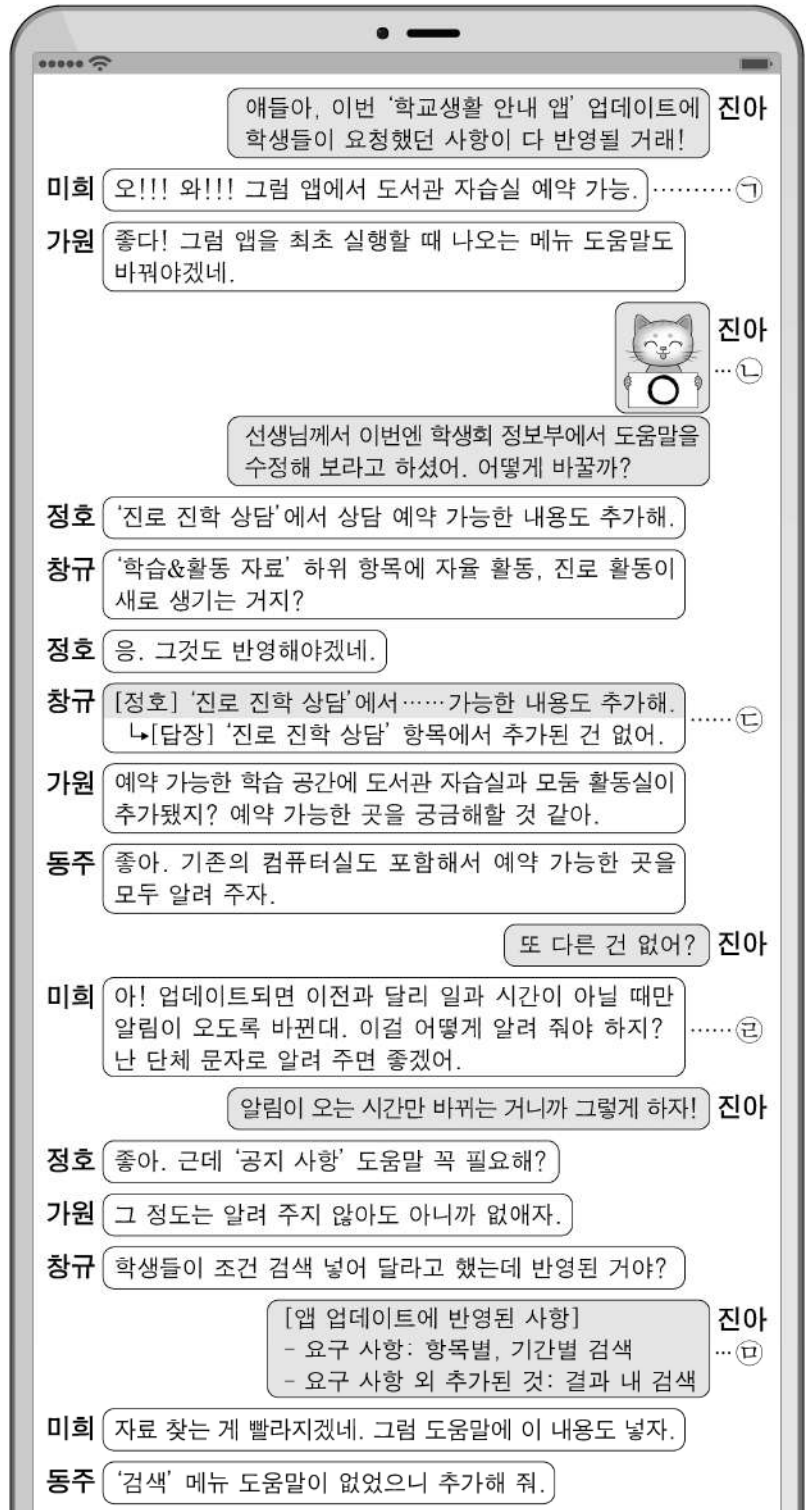 얘들아, 이번 ‘학교생활 안내 앱’ 업데이트에 진아
학생들이 요청했던 사항이 다 반영될 거래!
미희 오!!! 와!!! 그럼 앱에서 도서관 자습실 예약 가능. ㉠
가원 좋다! 그럼 앱을 최초 실행할 때 나오는 메뉴 도움말도
바꿔야겠네.
진아
㉡
선생님께서 이번엔 학생회 정보부에서 도움말을
수정해 보라고 하셨어. 어떻게 바꿀까?
정호 ‘진로 진학 상담’에서 상담 예약 가능한 내용도 추가해.
창규 ‘학습&활동 자료’ 하위 항목에 자율 활동, 진로 활동이
새로 생기는 거지?
정호 응. 그것도 반영해야겠네.
창규 [정호] ‘진로 진학 상담’에서……가능한 내용도 추가해.
↳[답장] ‘진로 진학 상담’ 항목에서 추가된 건 없어. ㉢
가원 예약 가능한 학습 공간에 도서관 자습실과 모둠 활동실이
추가됐지? 예약 가능한 곳을 궁금해할 것 같아.
동주 좋아. 기존의 컴퓨터실도 포함해서 예약 가능한 곳을
모두 알려 주자.
또 다른 건 없어? 진아
미희 아! 업데이트되면 이전과 달리 일과 시간이 아닐 때만
알림이 오도록 바뀐대. 이걸 어떻게 알려 줘야 하지? ㉣
난 단체 문자로 알려 주면 좋겠어.
알림이 오는 시간만 바뀌는 거니까 그렇게 하자! 진아
정호 좋아. 근데 ‘공지 사항’ 도움말 꼭 필요해?
가원 그 정도는 알려 주지 않아도 아니까 없애자.
창규 학생들이 조건 검색 넣어 달라고 했는데 반영된 거야?
[앱 업데이트에 반영된 사항] 진아
- 요구 사항: 항목별, 기간별 검색 ㉤
- 요구 사항 외 추가된 것: 결과 내 검색
미희 자료 찾는 게 빨라지겠네. 그럼 도움말에 이 내용도 넣자.
동주 ‘검색’ 메뉴 도움말이 없었으니 추가해 줘.